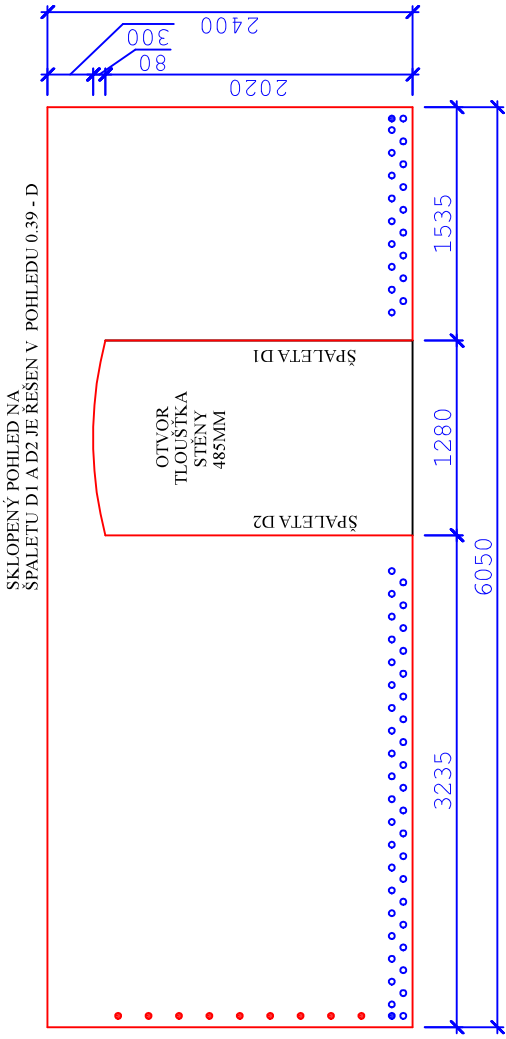 SKLOPENÝ POHLED NA
ŠPALETU D1 A D2 JE ŘEŠEN V POHLEDU 0.39 - D
2400
300
80
2020
1535
ŠPALETA D1
OTVOR
TLOUŠŤKA
STĚNY
485MM
1280
ŠPALETA D2
6050
3235